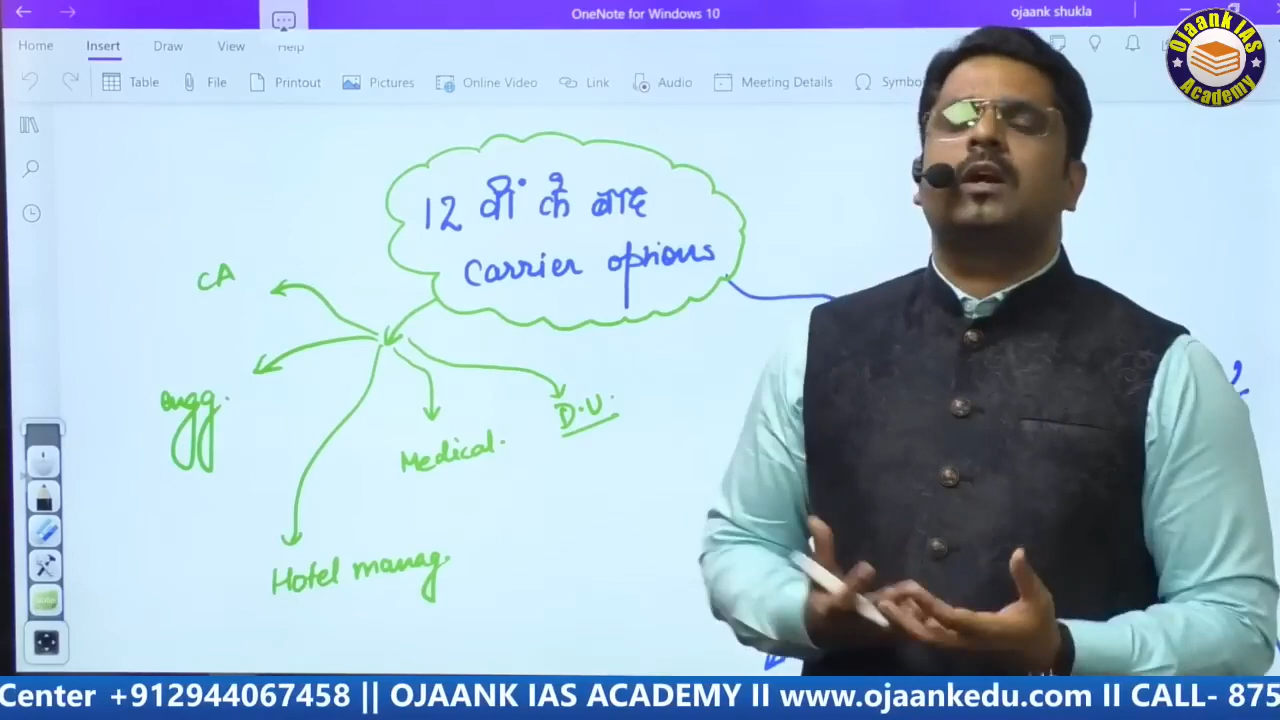 OneNote for Windows 10
ojaank shukla
Home Insert Draw View Help
Table File Printout Pictures Online Video Link Audio Meeting Details
Ojaank IAS
Academy
12 वीं के बाद
Carrier options
CA
engg.
Medical.
D.U.
Hotel manag.
Center +912944067458 || OJAANK IAS ACADEMY II www.ojaankedu.com II CALL- 875